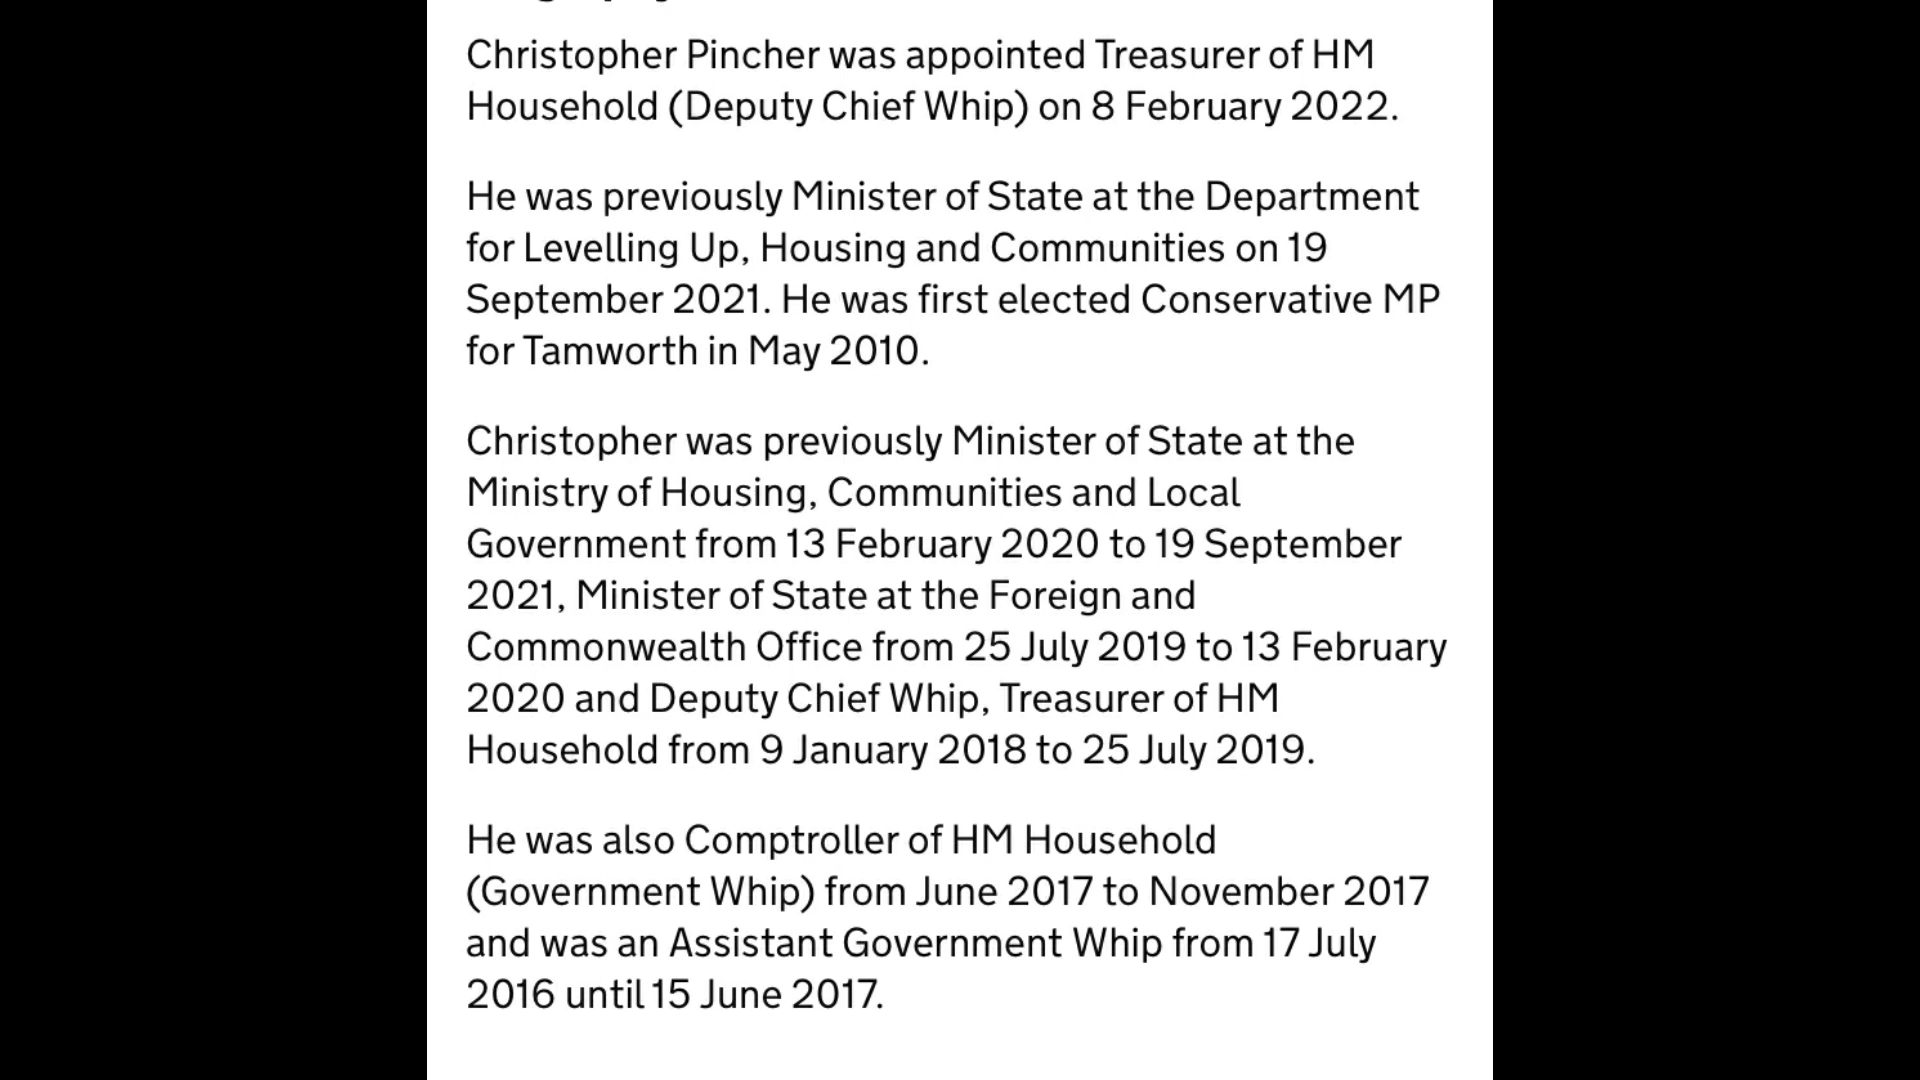 Christopher Pincher was appointed Treasurer of HM
Household (Deputy Chief Whip) on 8 February 2022.
He was previously Minister of State at the Department
for Levelling Up, Housing and Communities on 19
September 2021. He was first elected Conservative MP
for Tamworth in May 2010.
Christopher was previously Minister of State at the
Ministry of Housing, Communities and Local
Government from 13 February 2020 to 19 September
2021, Minister of State at the Foreign and
Commonwealth Office from 25 July 2019 to 13 February
2020 and Deputy Chief Whip, Treasurer of HM
Household from 9 January 2018 to 25 July 2019.
He was also Comptroller of HM Household
(Government Whip) from June 2017 to November 2017
and was an Assistant Government Whip from 17 July
2016 until 15 June 2017.